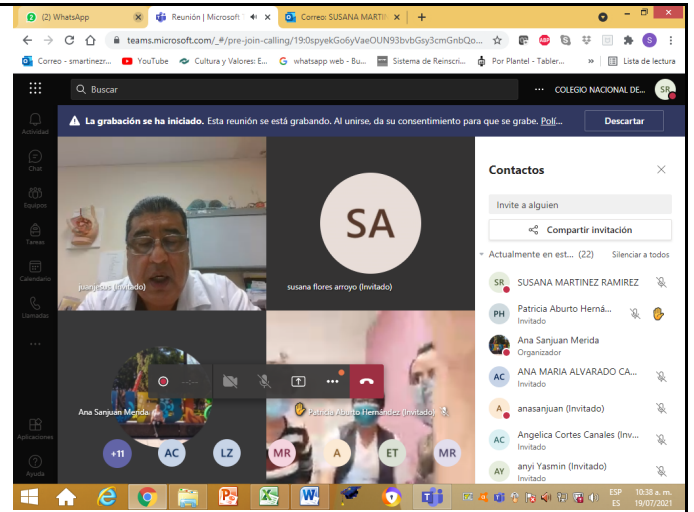 (2) WhatsApp
Reunión | Microsoft
Correo: SUSANA MARTIN
teams.microsoft.com/_#/pre-join-calling/19:0spyekGo6yVaeOUN93bvbGsy3cmGnbQo...
Correo - smartinezr...
YouTube
Cultura y Valores: E...
whatsapp web - Bu...
Sistema de Reinscri...
Por Plantel - Tabler...
Lista de lectura
Buscar
COLEGIO NACIONAL DE...
SR
La grabación se ha iniciado. Esta reunión se está grabando. Al unirse, da su consentimiento para que se grabe. Polí...
Descartar
Actividad
Chat
Equipos
Tareas
Calendario
Llamadas
Aplicaciones
Ayuda
juanjesus (Invitado)
SA
susana flores arroyo (Invitado)
Ana Sanjuan Merida
Patricia Aburto Hernández (Invitado)
--:--
+11
AC
LZ
MR
A
ET
MR
Contactos
Invite a alguien
Compartir invitación
Actualmente en est... (22)
Silenciar a todos
SR
SUSANA MARTINEZ RAMIREZ
PH
Patricia Aburto Herná...
Invitado
Ana Sanjuan Merida
Organizador
AC
ANA MARIA ALVARADO CA...
Invitado
A
anasanjuan (Invitado)
AC
Angelica Cortes Canales (Inv...
Invitado
AY
anyi Yasmin (Invitado)
Invitado
ESP
ES
10:38 a. m.
19/07/2021